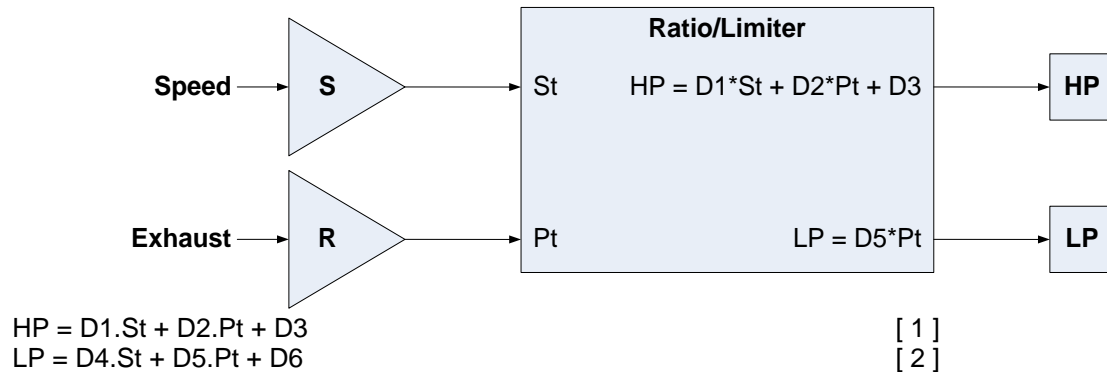 Ratio/Limiter
Speed S St HP = D1*St + D2*Pt + D3 HP
Exhaust R Pt LP = D5*Pt LP
HP = D1.St + D2.Pt + D3 [ 1 ]
LP = D4.St + D5.Pt + D6 [ 2 ]